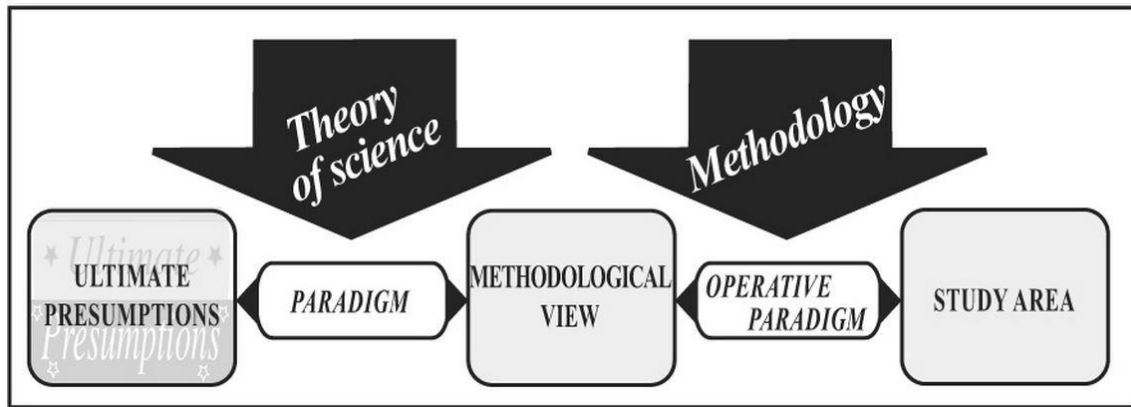 Theory
of science
Methodology
Ultimate
ULTIMATE
PRESUMPTIONS
Presumptions
PARADIGM
METHODOLOGICAL
VIEW
OPERATIVE
PARADIGM
STUDY AREA